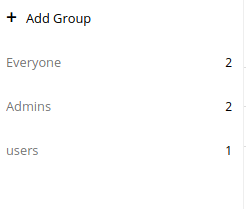 + Add Group
Everyone 2
Admins 2
users 1